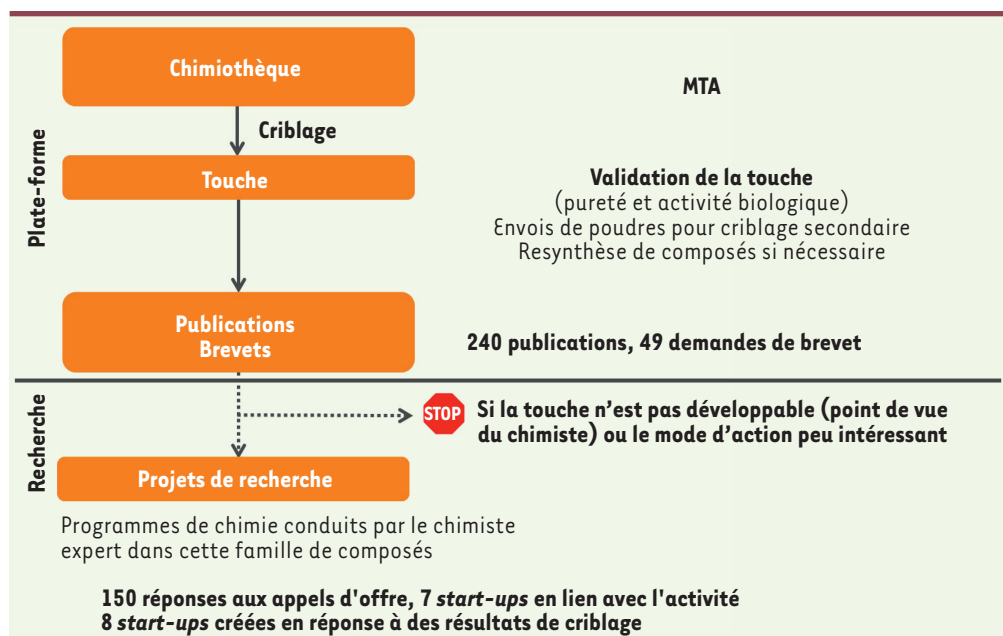 Plate-forme
Chimiothèque
MTA
Criblage
Touche
Validation de la touche
(pureté et activité biologique)
Envois de poudres pour criblage secondaire
Resynthèse de composés si nécessaire
Publications
Brevets
240 publications, 49 demandes de brevet
Recherche
STOP
Si la touche n’est pas développable (point de vue
du chimiste) ou le mode d’action peu intéressant
Projets de recherche
Programmes de chimie conduits par le chimiste
expert dans cette famille de composés
150 réponses aux appels d'offre, 7 start-ups en lien avec l'activité
8 start-ups créées en réponse à des résultats de criblage